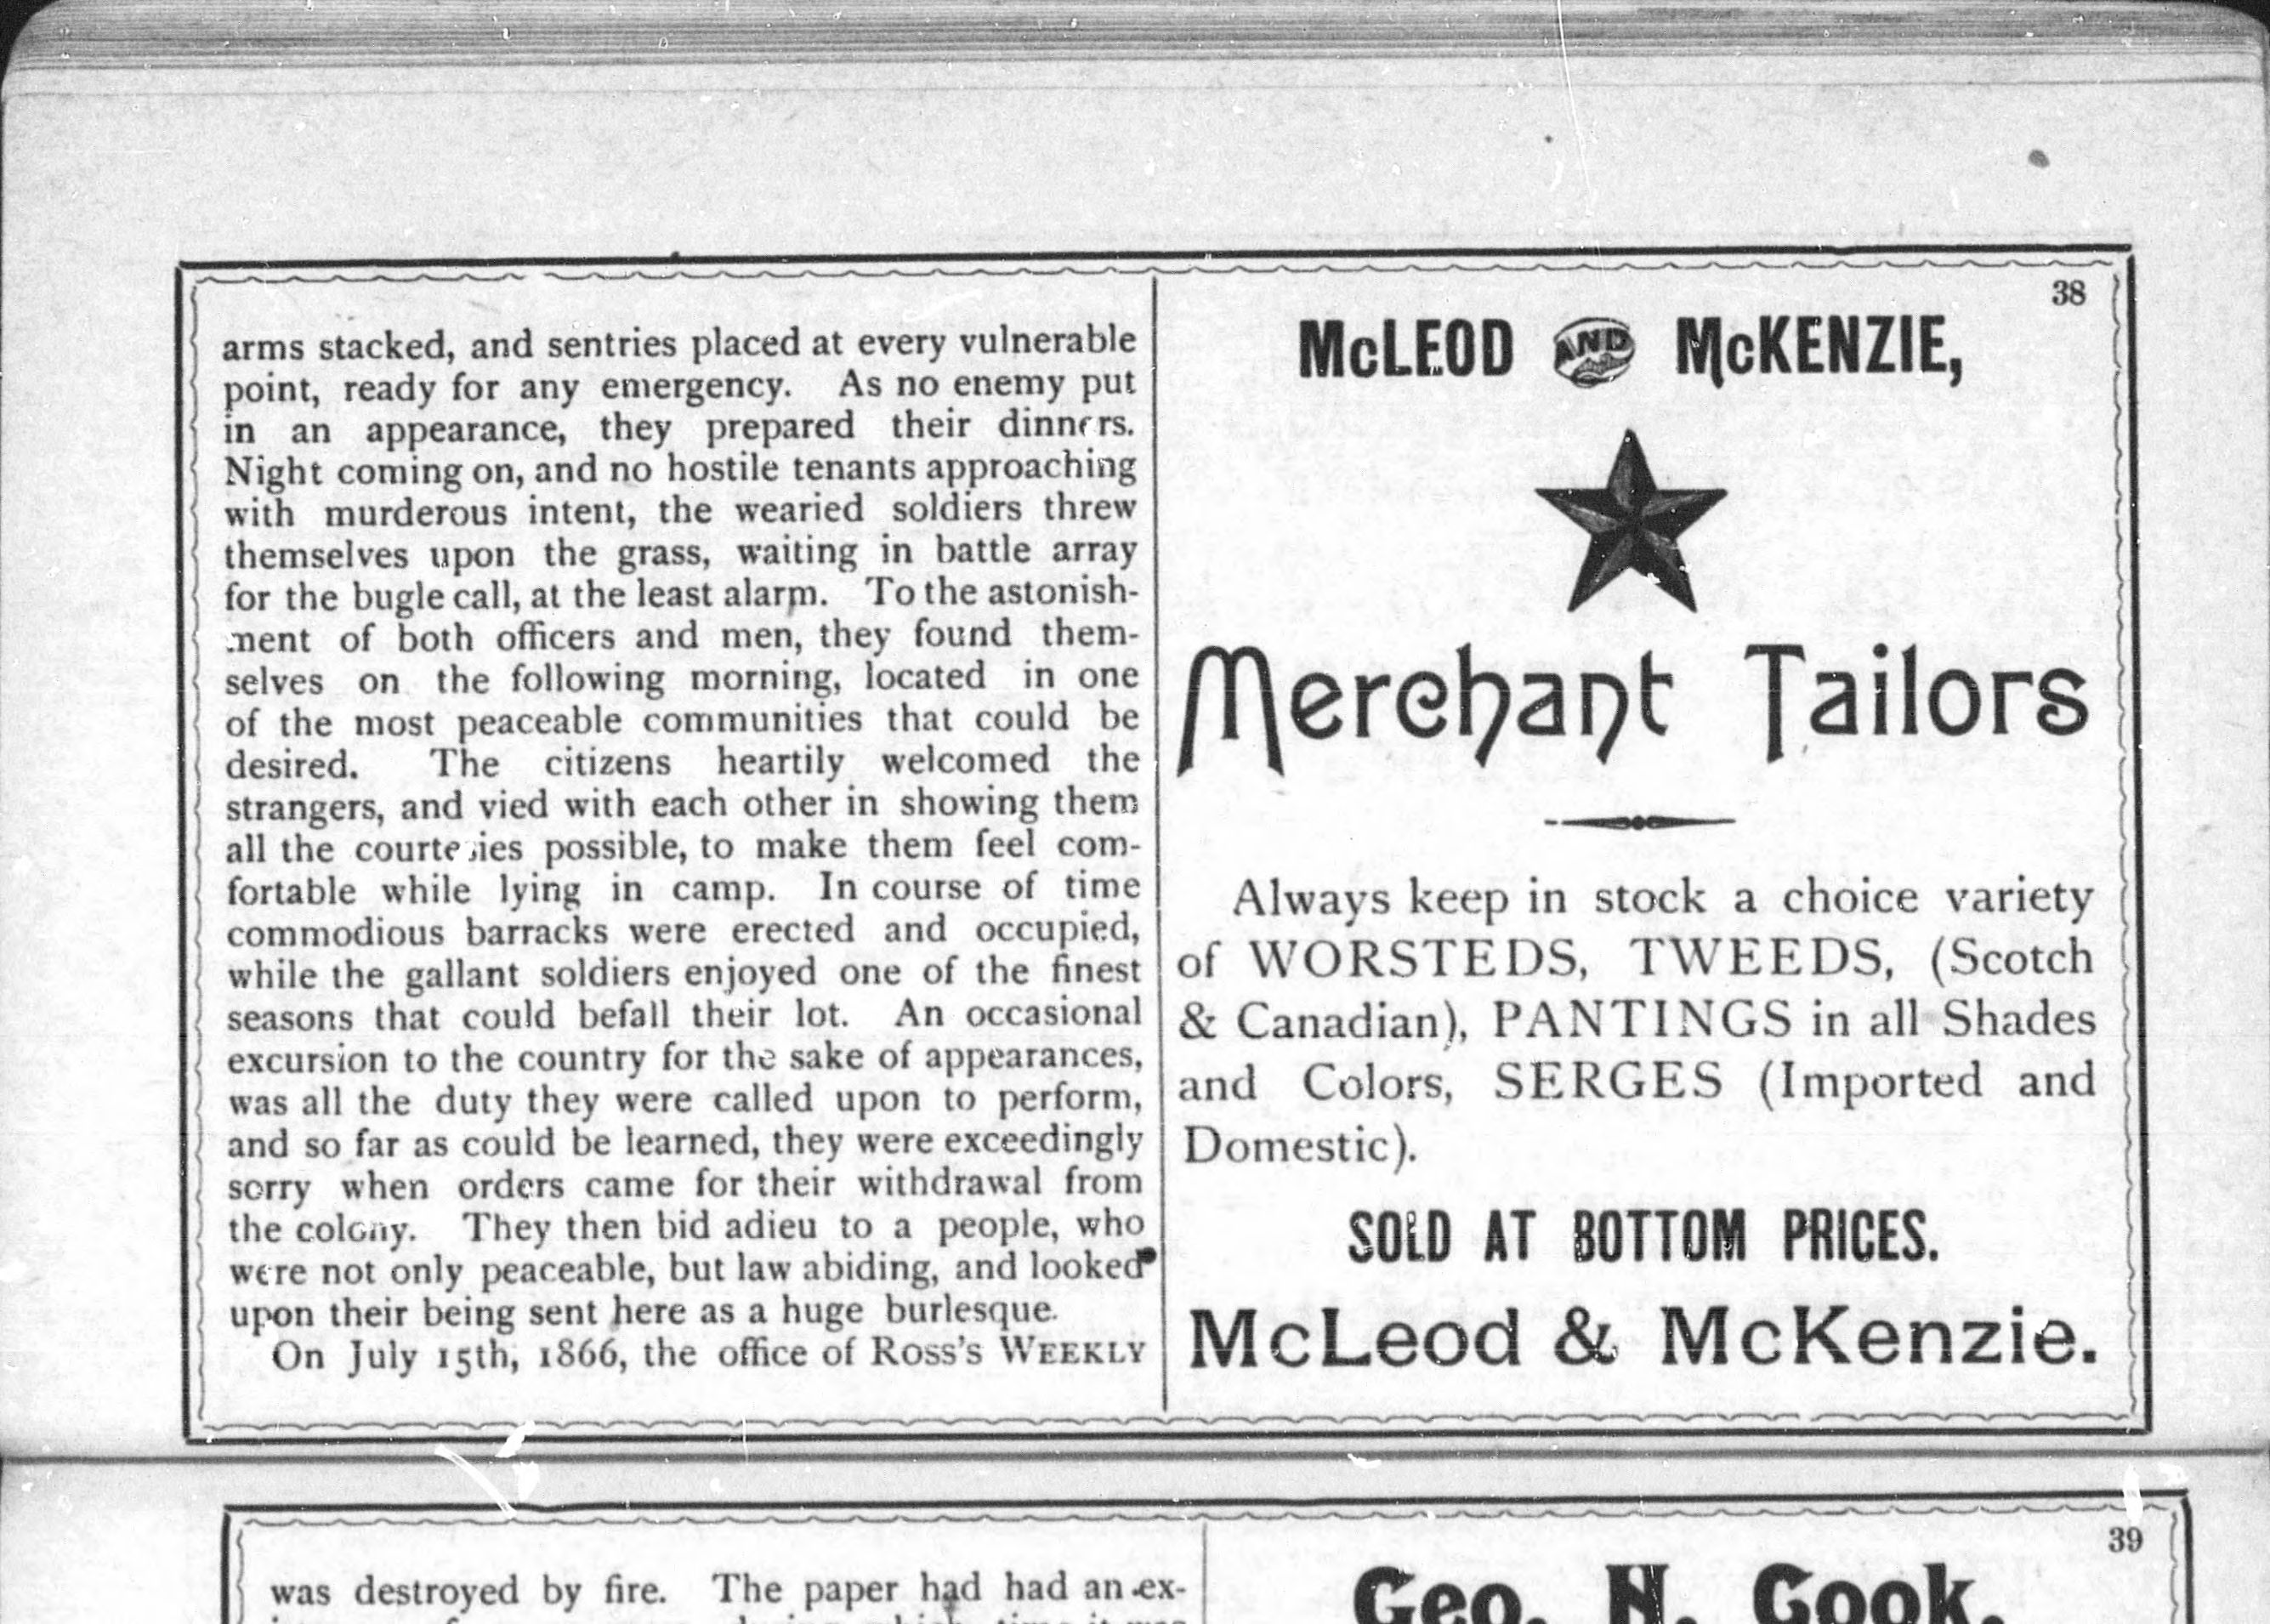 arms stacked, and sentries placed at every vulnerable
point, ready for any emergency. As no enemy put
in an appearance, they prepared their dinners.
Night coming on, and no hostile tenants approaching
with murderous intent, the wearied soldiers threw
themselves upon the grass, waiting in battle array
for the bugle call, at the least alarm. To the astonish-
ment of both officers and men, they found them-
selves on the following morning, located in one
of the most peaceable communities that could be
desired. The citizens heartily welcomed the
strangers, and vied with each other in showing them
all the courtesies possible, to make them feel com-
fortable while lying in camp. In course of time
commodious barracks were erected and occupied,
while the gallant soldiers enjoyed one of the finest
seasons that could befall their lot. An occasional
excursion to the country for the sake of appearances,
was all the duty they were called upon to perform,
and so far as could be learned, they were exceedingly
sorry when orders came for their withdrawal from
the colony. They then bid adieu to a people, who
were not only peaceable, but law abiding, and looked
upon their being sent here as a huge burlesque.
On July 15th, 1866, the office of Ross's WEEKLY
38
McLEOD AND McKENZIE,
Merchant Tailors
Always keep in stock a choice variety
of WORSTEDS, TWEEDS, (Scotch
& Canadian), PANTINGS in all Shades
and Colors, SERGES (Imported and
Domestic).
SOLD AT BOTTOM PRICES.
McLeod & McKenzie.
was destroyed by fire. The paper had had an ex-
39
Geo. N. Cook,